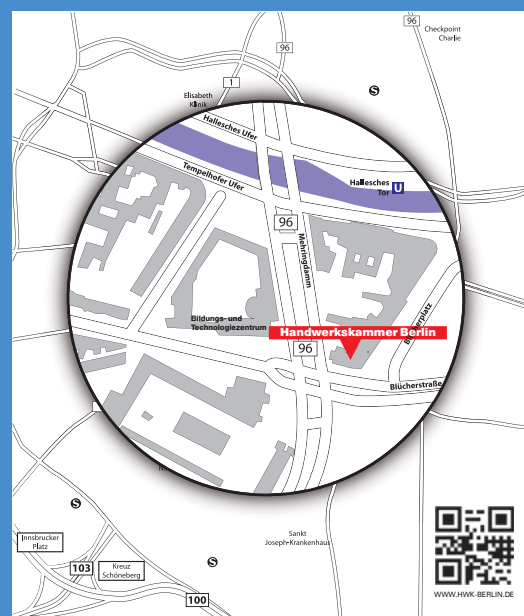 96
Checkpoint
Charlie
96
1
S
Elisabeth
Klinik
Hallesches Ufer
Tempelhofer Ufer
Hallesches
Tor
U
96
Mehringdamm
Bildungs- und
Technologiezentrum
Handwerkskammer Berlin
Blücherplatz
96
Blücherstraße
S
Sankt
Joseph-Krankenhaus
Innsbrucker
Platz
103
Kreuz
Schöneberg
S
100
WWW.HWK-BERLIN.DE